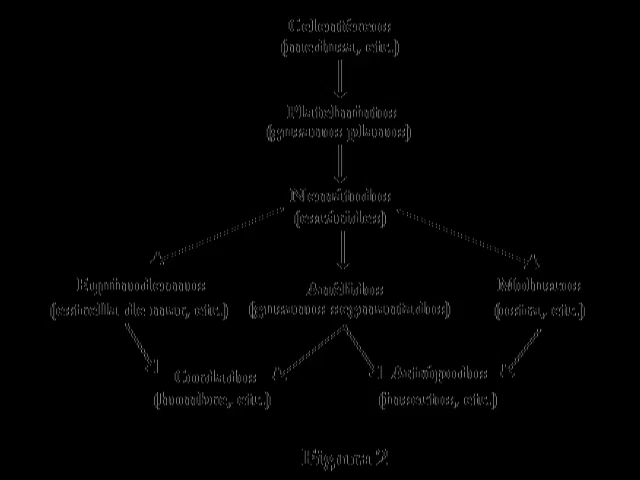 Celentéreos
(medusa, etc.)
Platelmintos
(gusanos planos)
Nemátodos
(ascárides)
Equinodermos
Anélidos
Moluscos
(estrella de mar, etc.)
(gusanos segmentados)
(ostra, etc.)
Cordados
Artrópodos
(hombre, etc.)
(insectos, etc.)
Figura 2